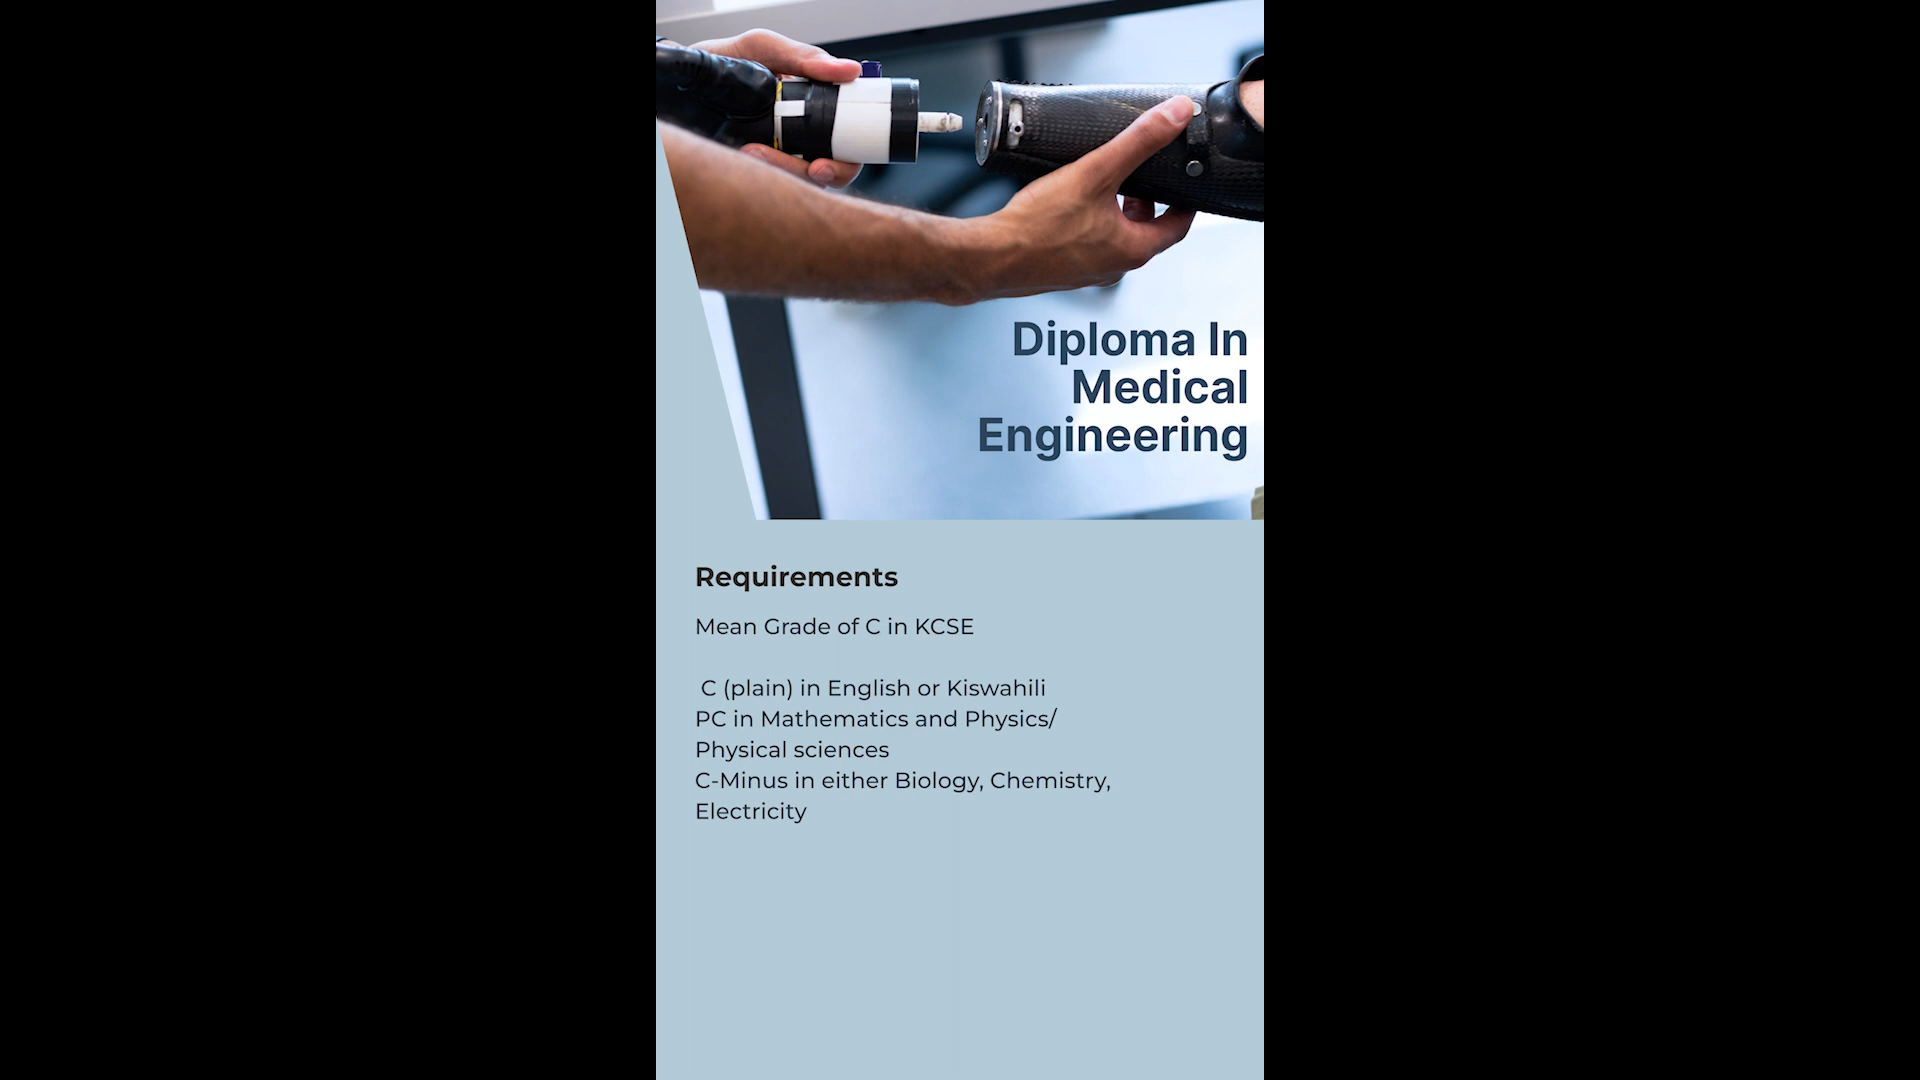 Diploma In
Medical
Engineering
Requirements
Mean Grade of C in KCSE
C (plain) in English or Kiswahili
PC in Mathematics and Physics/
Physical sciences
C-Minus in either Biology, Chemistry,
Electricity